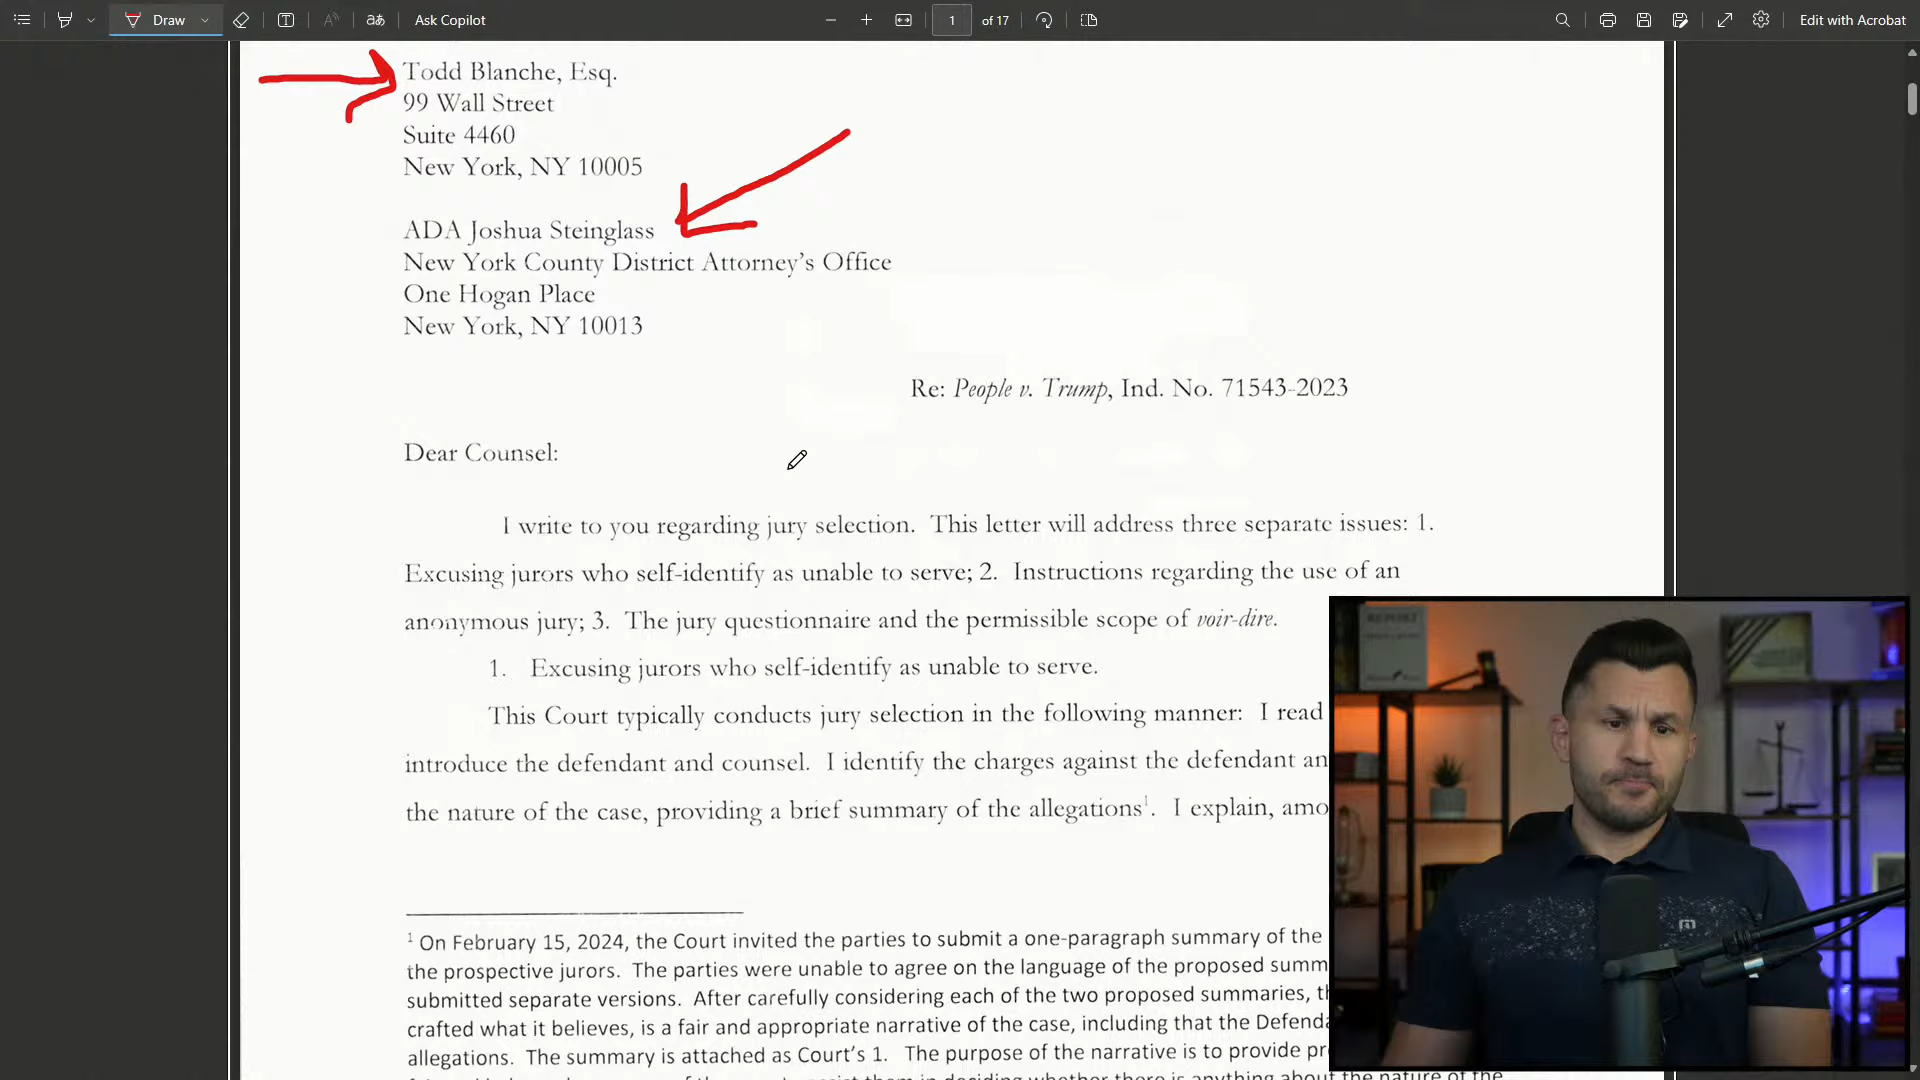 Draw
aあ
Ask Copilot
1 of 17
Edit with Acrobat
Todd Blanche, Esq.
99 Wall Street
Suite 4460
New York, NY 10005
ADA Joshua Steinglass
New York County District Attorney's Office
One Hogan Place
New York, NY 10013
Re: People v. Trump, Ind. No. 71543-2023
Dear Counsel:
I write to you regarding jury selection. This letter will address three separate issues: 1.
Excusing jurors who self-identify as unable to serve; 2. Instructions regarding the use of an
anonymous jury; 3. The jury questionnaire and the permissible scope of voir-dire.
1. Excusing jurors who self-identify as unable to serve.
This Court typically conducts jury selection in the following manner: I read
introduce the defendant and counsel. I identify the charges against the defendant an
the nature of the case, providing a brief summary of the allegations1. I explain, amo
1 On February 15, 2024, the Court invited the parties to submit a one-paragraph summary of the
the prospective jurors. The parties were unable to agree on the language of the proposed summ
submitted separate versions. After carefully considering each of the two proposed summaries, th
crafted what it believes, is a fair and appropriate narrative of the case, including that the Defenda
allegations. The summary is attached as Court's 1. The purpose of the narrative is to provide pr
REPORT